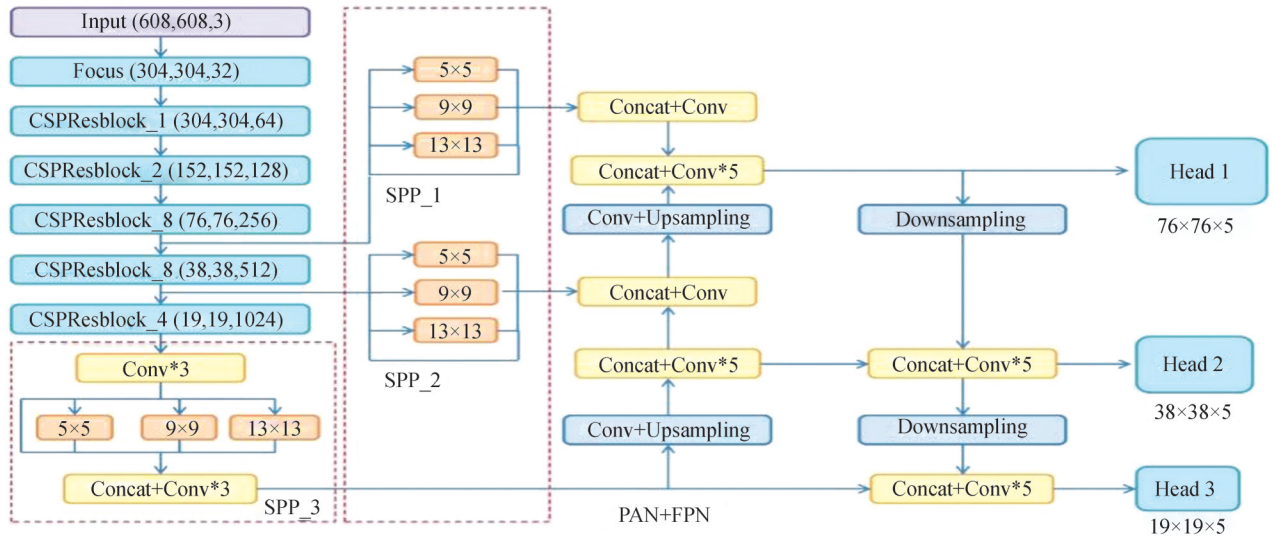 Input (608,608,3)
Focus (304,304,32)
CSPResblock_1 (304,304,64)
CSPResblock_2 (152,152,128)
CSPResblock_8 (76,76,256)
CSPResblock_8 (38,38,512)
CSPResblock_4 (19,19,1024)
Conv*3
5×5
9×9
13×13
Concat+Conv*3
SPP_3
5×5
9×9
13×13
SPP_1
5×5
9×9
13×13
SPP_2
Concat+Conv
Concat+Conv*5
Conv+Upsampling
Concat+Conv
Concat+Conv*5
Conv+Upsampling
PAN+FPN
Downsampling
Concat+Conv*5
Downsampling
Concat+Conv*5
Head 1
76×76×5
Head 2
38×38×5
Head 3
19×19×5